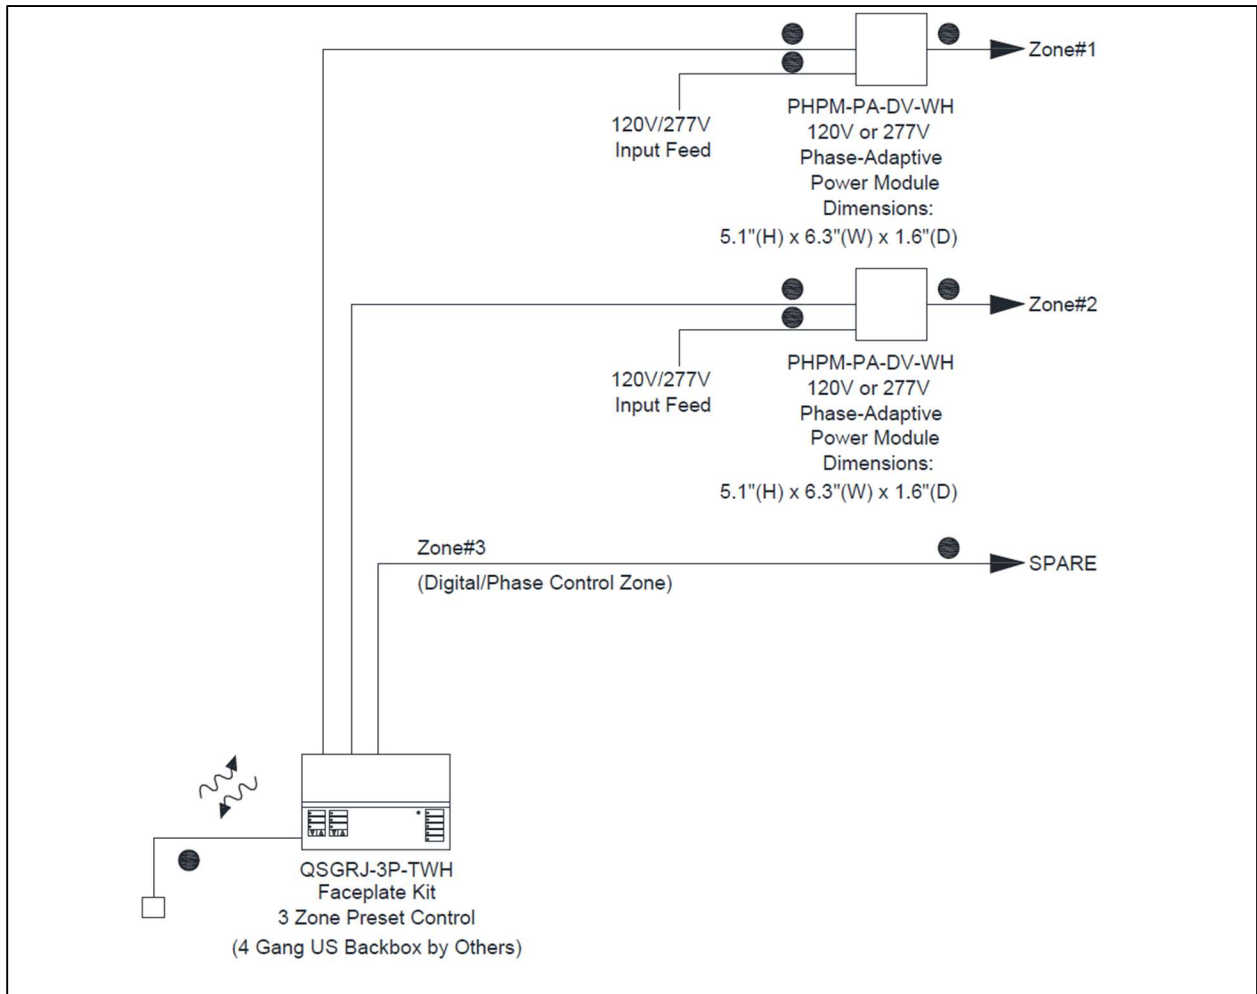 Zone#1
120V/277V
Input Feed
PHPM-PA-DV-WH
120V or 277V
Phase-Adaptive
Power Module
Dimensions:
5.1"(H) x 6.3"(W) x 1.6"(D)
Zone#2
120V/277V
Input Feed
PHPM-PA-DV-WH
120V or 277V
Phase-Adaptive
Power Module
Dimensions:
5.1"(H) x 6.3"(W) x 1.6"(D)
Zone#3
(Digital/Phase Control Zone)
SPARE
QSGRJ-3P-TWH
Faceplate Kit
3 Zone Preset Control
(4 Gang US Backbox by Others)